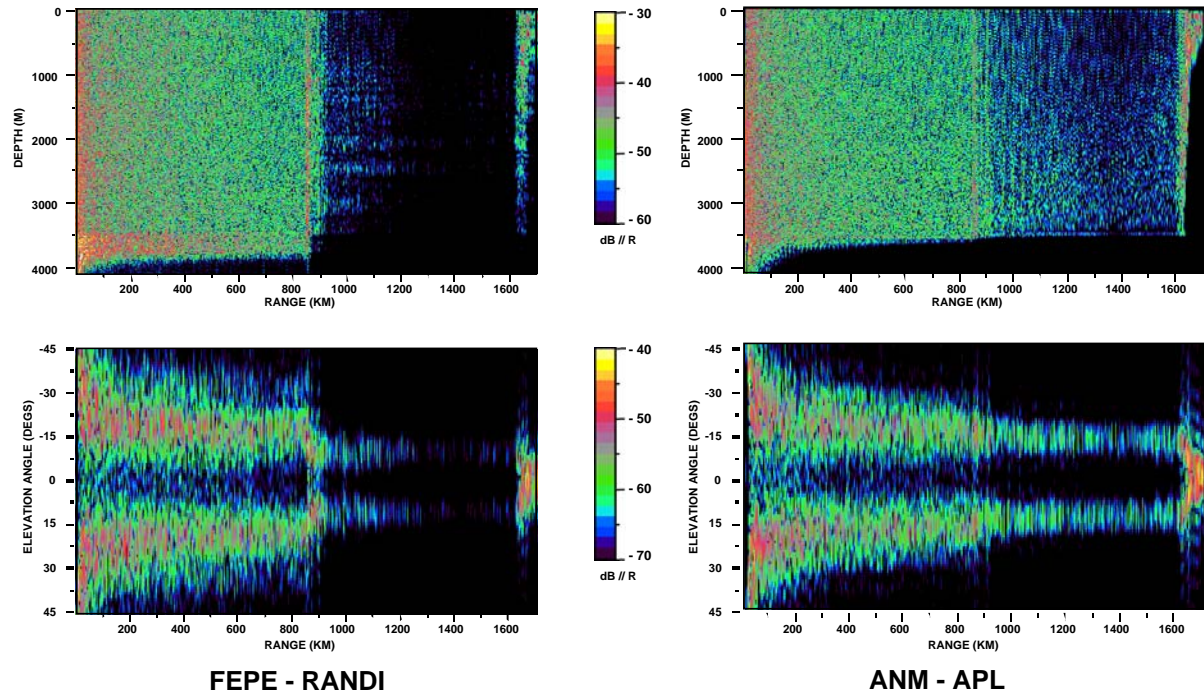 0
1000
2000
3000
4000
DEPTH (M)
200 400 600 800 1000 1200 1400 1600
RANGE (KM)
- 30
- 40
- 50
- 60
dB // R
0
1000
2000
3000
4000
DEPTH (M)
200 400 600 800 1000 1200 1400 1600
RANGE (KM)
-45
-30
-15
0
15
30
45
ELEVATION ANGLE (DEGS)
200 400 600 800 1000 1200 1400 1600
RANGE (KM)
- 40
- 50
- 60
- 70
dB // R
-45
-30
-15
0
15
30
45
ELEVATION ANGLE (DEGS)
200 400 600 800 1000 1200 1400 1600
RANGE (KM)
FEPE - RANDI
ANM - APL